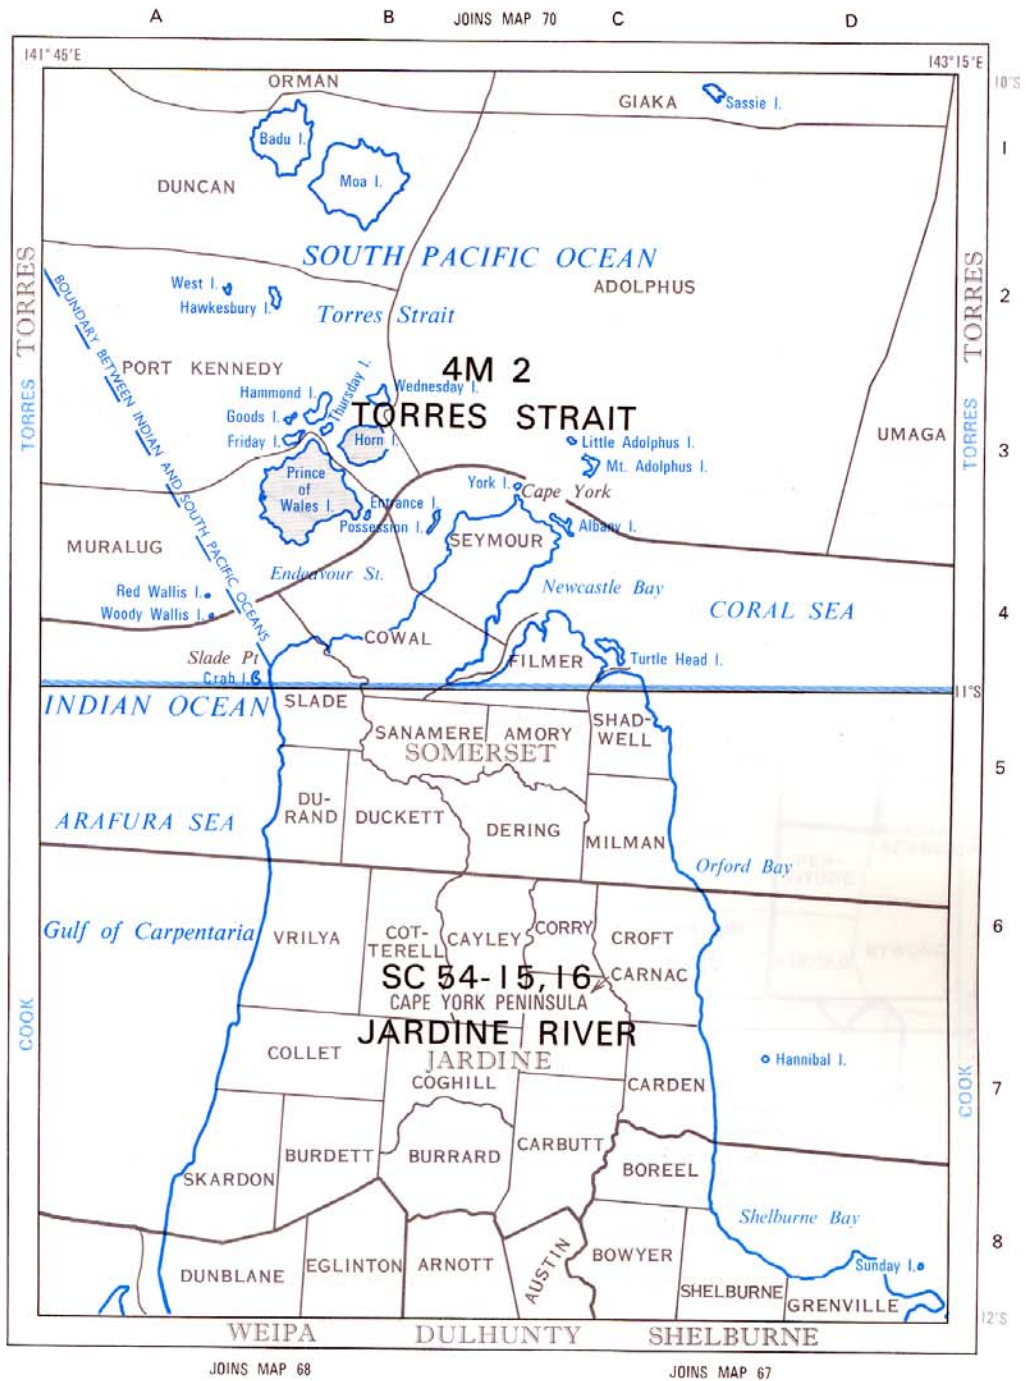 A B JOINS MAP 70 C D
141° 45'E 143° 15'E
10°S
ORMAN
GIAKA
Sassie I.
Badu I.
1
Moa I.
DUNCAN
TORRES
TORRES
SOUTH PACIFIC OCEAN
ADOLPHUS
West I.
Hawkesbury I.
2
Torres Strait
BOUNDARY BETWEEN INDIAN AND SOUTH PACIFIC OCEANS
PORT KENNEDY
4M 2
Hammond I.
Thursday I.
Wednesday I.
TORRES STRAIT
Goods I.
Friday I.
Horn I.
TORRES
TORRES
UMAGA
Little Adolphus I.
3
Mt. Adolphus I.
Prince
of
Wales I.
York I.
Cape York
Entrance I.
Possession I.
Albany I.
SEYMOUR
MURALUG
Endeavour St.
Newcastle Bay
Red Wallis I.
Woody Wallis I.
CORAL SEA
4
COWAL
Slade Pt
FILMER
Turtle Head I.
Crab I.
11°S
INDIAN OCEAN
SLADE
SHAD-
WELL
SANAMERE
AMORY
SOMERSET
5
DU-
RAND
DUCKETT
DERING
ARAFURA SEA
MILMAN
Orford Bay
Gulf of Carpentaria
VRILYA
COT-
TERELL
CAYLEY
CORRY
CROFT
6
SC 54-15,16
CARNAC
CAPE YORK PENINSULA
JARDINE RIVER
COOK
COLLET
JARDINE
Hannibal I.
COGHILL
CARDEN
7
COOK
CARBUTT
BURDETT
BURRARD
BOREEL
SKARDON
Shelburne Bay
8
BOWYER
EGLINTON
ARNOTT
AUSTIN
Sunday I.
DUNBLANE
SHELBURNE
GRENVILLE
12°S
WEIPA DULHUNTY SHELBURNE
JOINS MAP 68 JOINS MAP 67